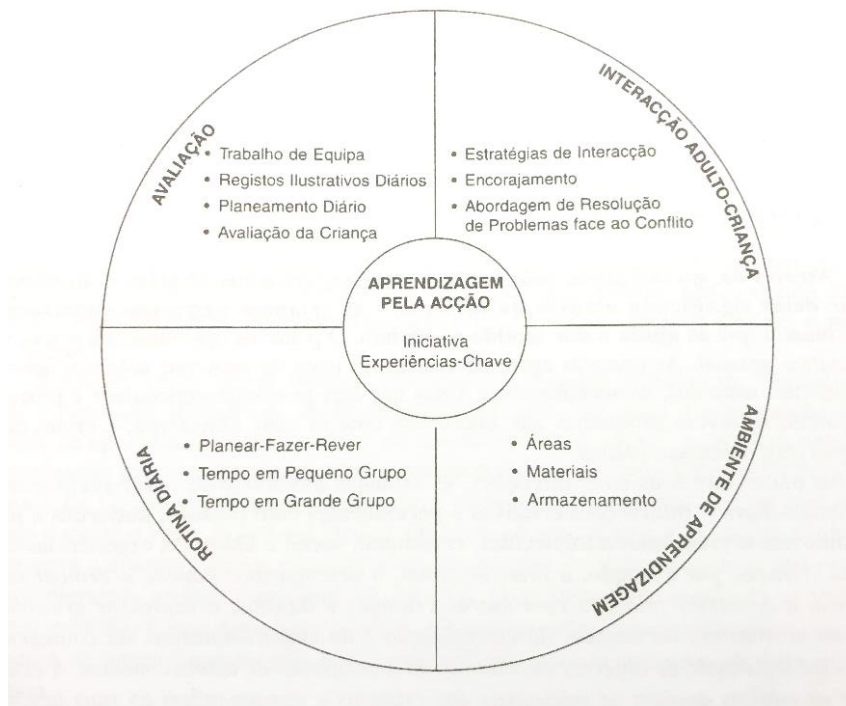 AVALIAÇÃO
• Trabalho de Equipa
• Registos Ilustrativos Diários
• Planeamento Diário
• Avaliação da Criança
INTERACÇÃO ADULTO-CRIANÇA
• Estratégias de Interacção
• Encorajamento
• Abordagem de Resolução
de Problemas face ao Conflito
APRENDIZAGEM
PELA ACÇÃO
Iniciativa
Experiências-Chave
ROTINA DIÁRIA
• Planear-Fazer-Rever
• Tempo em Pequeno Grupo
• Tempo em Grande Grupo
AMBIENTE DE APRENDIZAGEM
• Áreas
• Materiais
• Armazenamento